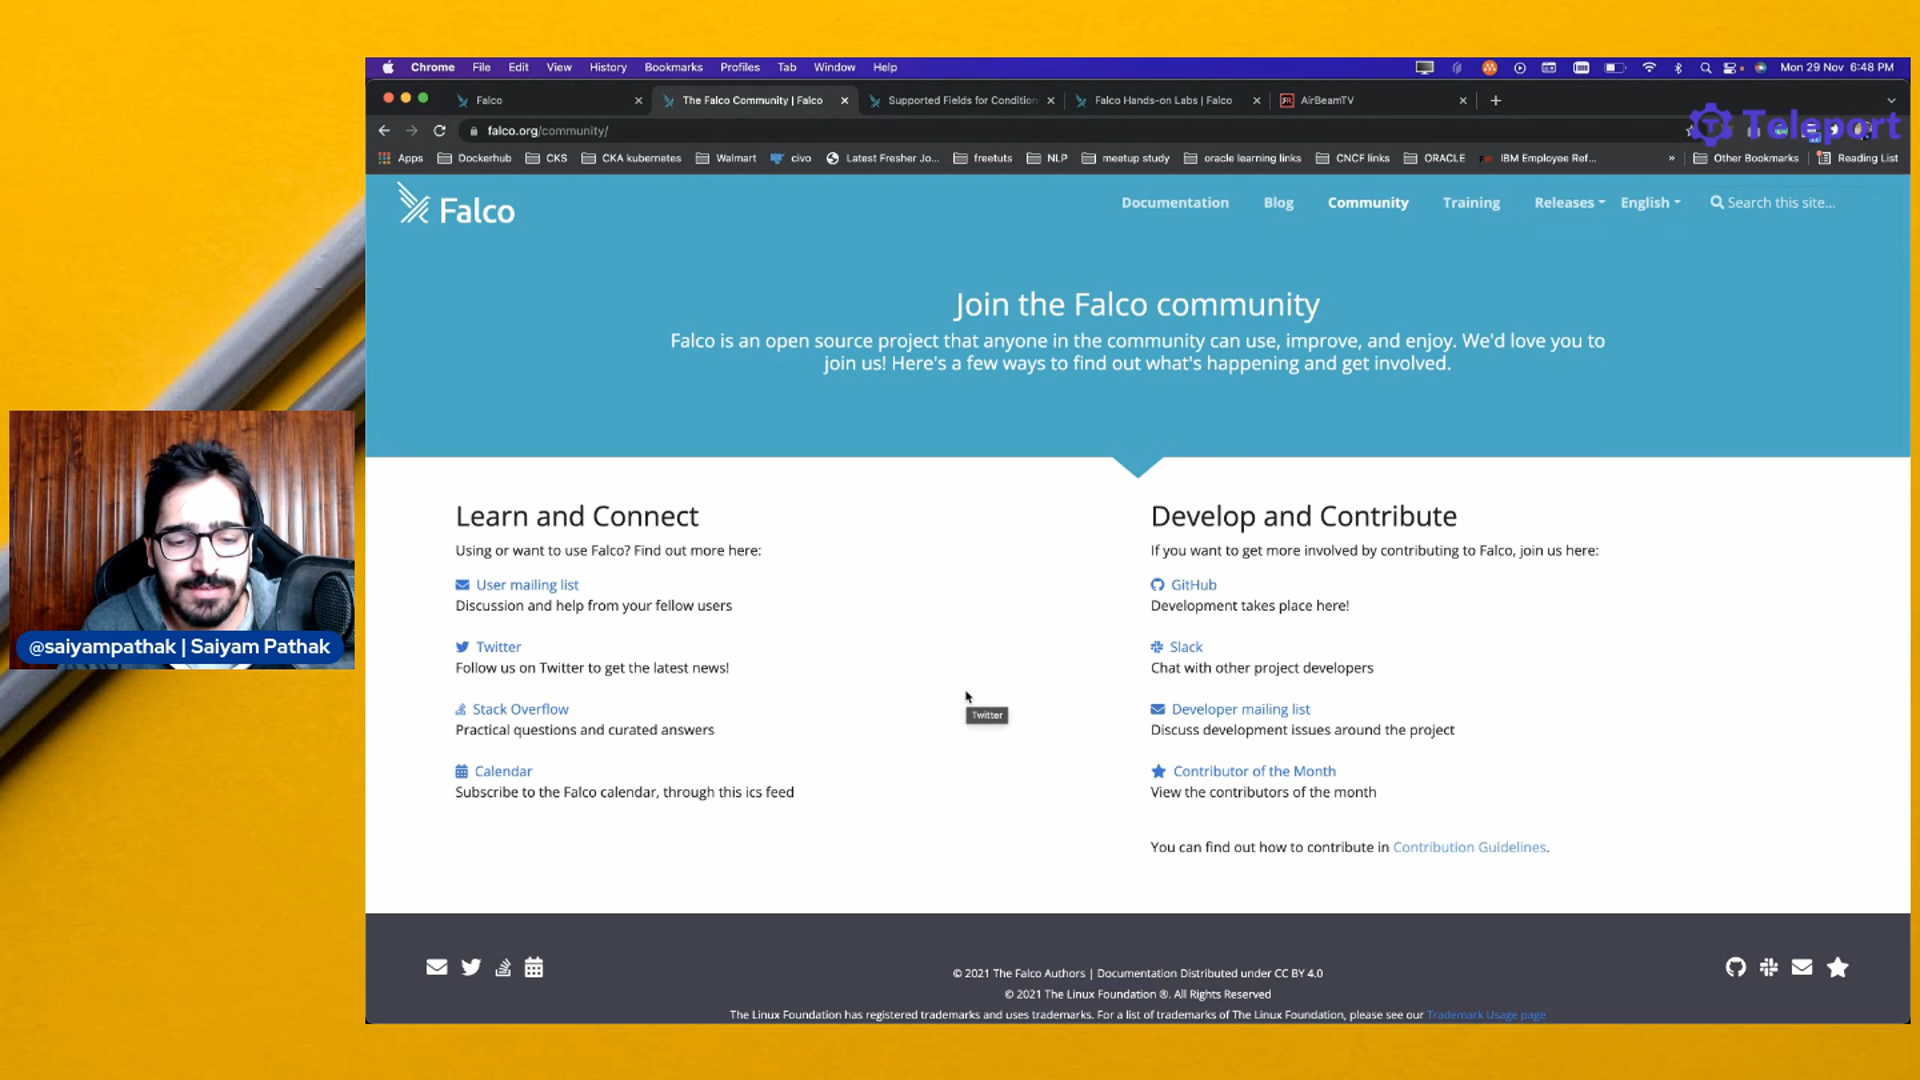 Chrome File Edit View History Bookmarks Profiles Tab Window Help Mon 29 Nov 6:48 PM
Falco The Falco Community | Falco Supported Fields for Condition Falco Hands-on Labs | Falco AirBeamTV
falco.org/community/
Teleport
Apps Dockerhub CKS CKA kubernetes Walmart civo Latest Fresher Jo... freetuts NLP meetup study oracle learning links CNCF links ORACLE IBM Employee Ref... » Other Bookmarks Reading List
Falco Documentation Blog Community Training Releases English Search this site...
Join the Falco community
Falco is an open source project that anyone in the community can use, improve, and enjoy. We'd love you to
join us! Here's a few ways to find out what's happening and get involved.
Learn and Connect
Using or want to use Falco? Find out more here:
User mailing list
Discussion and help from your fellow users
Twitter
Follow us on Twitter to get the latest news!
Stack Overflow
Practical questions and curated answers
Calendar
Subscribe to the Falco calendar, through this ics feed
Twitter
Develop and Contribute
If you want to get more involved by contributing to Falco, join us here:
GitHub
Development takes place here!
Slack
Chat with other project developers
Developer mailing list
Discuss development issues around the project
Contributor of the Month
View the contributors of the month
You can find out how to contribute in Contribution Guidelines.
@saiyampathak | Saiyam Pathak
© 2021 The Falco Authors | Documentation Distributed under CC BY 4.0
© 2021 The Linux Foundation ®. All Rights Reserved
The Linux Foundation has registered trademarks and uses trademarks. For a list of trademarks of The Linux Foundation, please see our Trademark Usage page